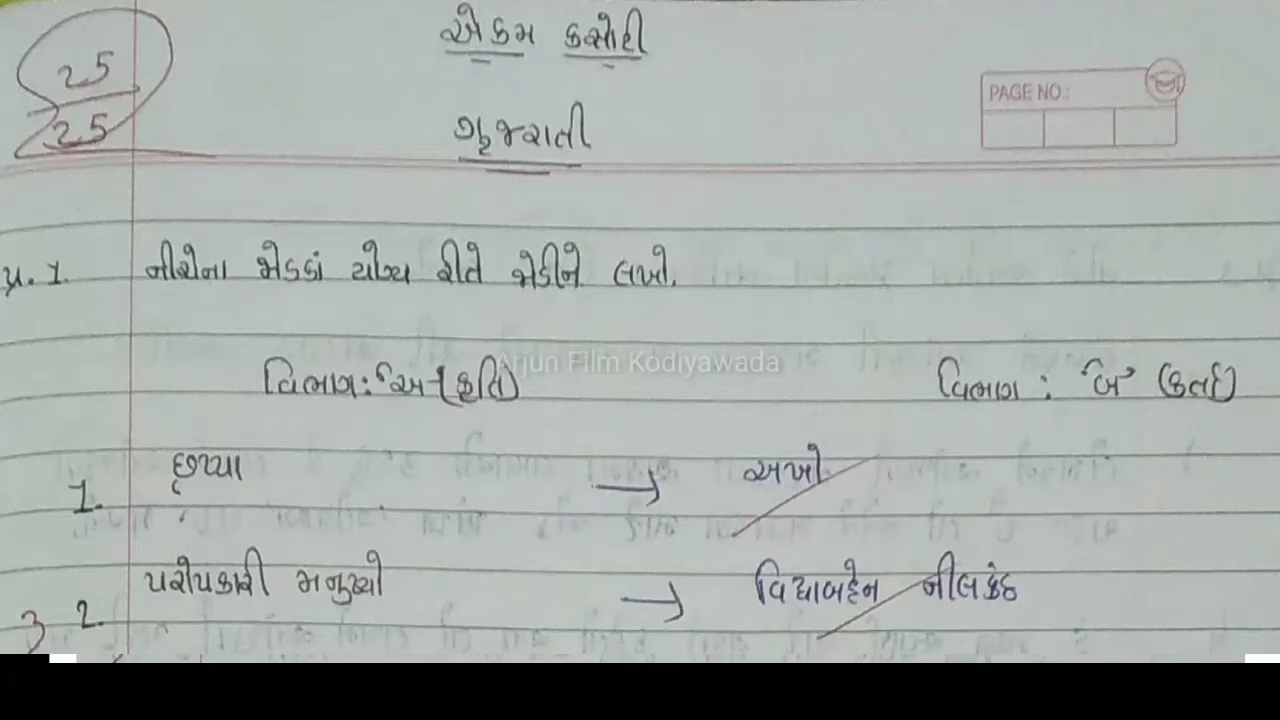 25
25
એકમ કસોટી
PAGE NO.:
ગુજરાતી
પ્ર. 1. નીચેના જોડકાં યોગ્ય રીતે જોડીને લખો.
Arjun Film Kodiyawada
વિભાગ: 'અ' (કૃતિ) વિભાગ : 'બ' (કર્તા)
1. છપ્પા → અખો
3 2. પરોપકારી મનુષ્યો → વિદ્યાબહેન નીલકંઠ